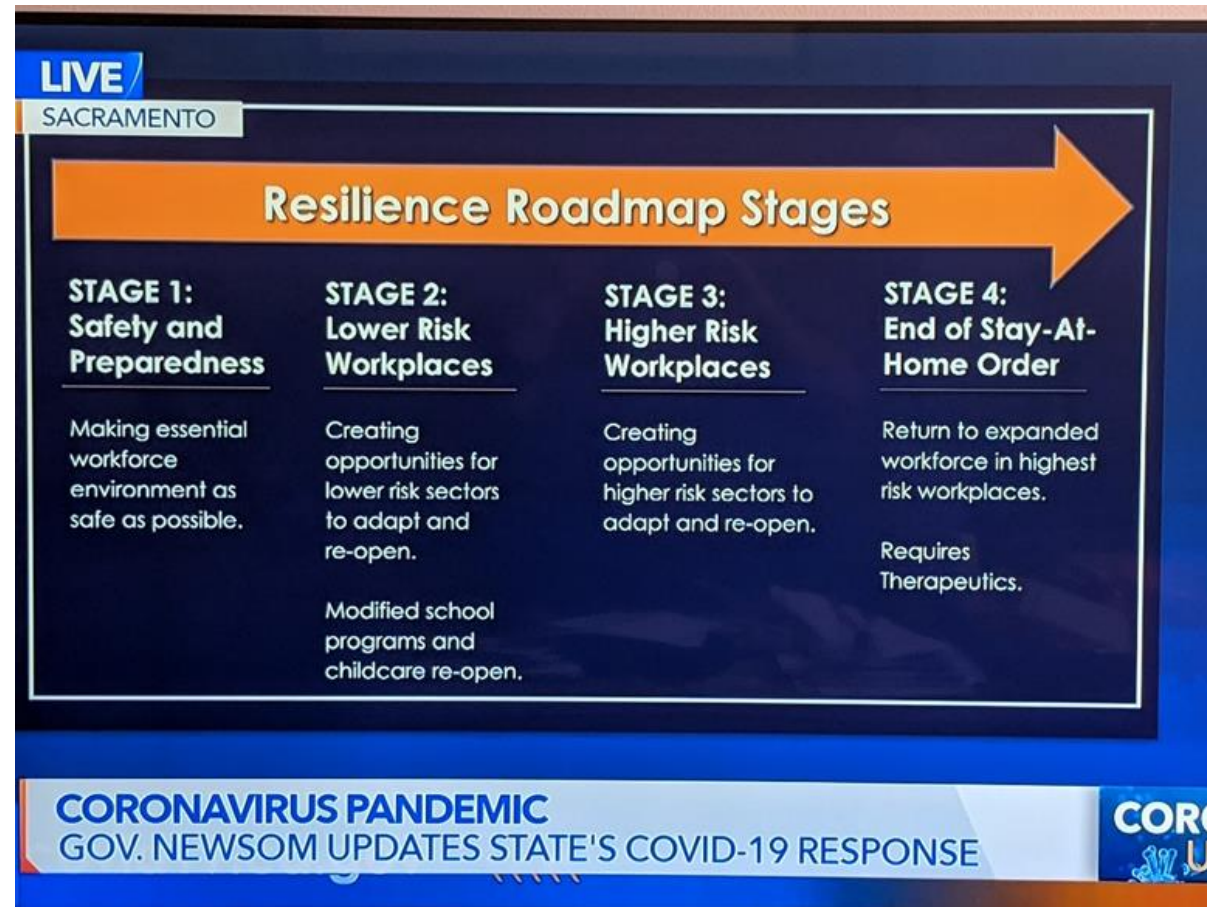 LIVE
SACRAMENTO
Resilience Roadmap Stages
STAGE 1:
Safety and
Preparedness
Making essential
workforce
environment as
safe as possible.
STAGE 2:
Lower Risk
Workplaces
Creating
opportunities for
lower risk sectors
to adapt and
re-open.
Modified school
programs and
childcare re-open.
STAGE 3:
Higher Risk
Workplaces
Creating
opportunities for
higher risk sectors to
adapt and re-open.
STAGE 4:
End of Stay-At-
Home Order
Return to expanded
workforce in highest
risk workplaces.
Requires
Therapeutics.
CORONAVIRUS PANDEMIC
GOV. NEWSOM UPDATES STATE'S COVID-19 RESPONSE